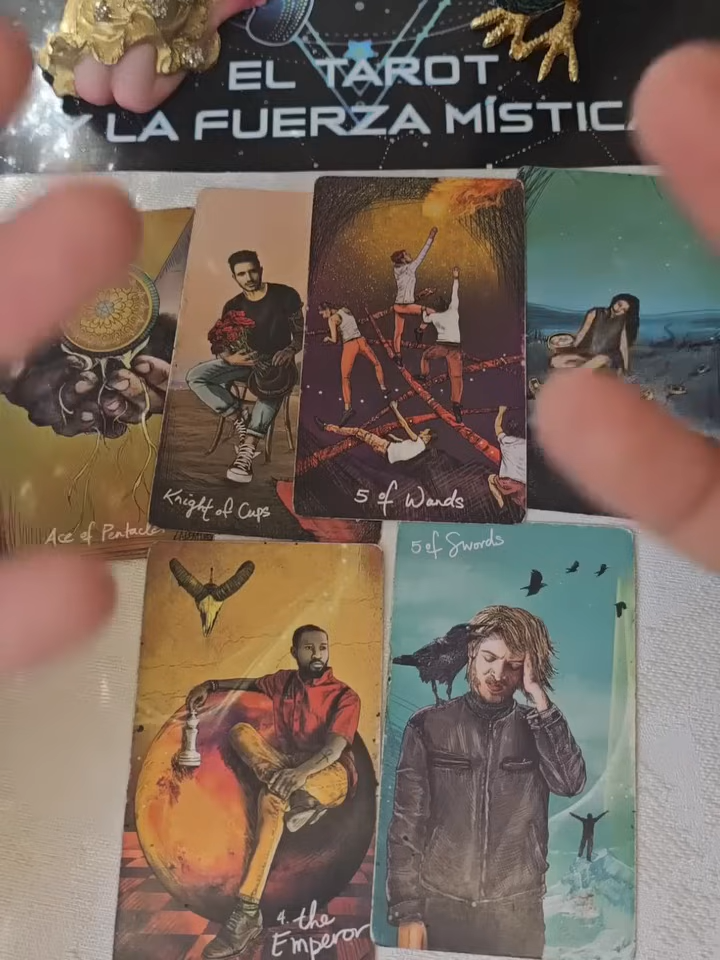 EL TAROT
Y LA FUERZA MÍSTICA
Ace of Pentacles
Knight of Cups
5 of Wands
5 of Swords
4. the
Emperor